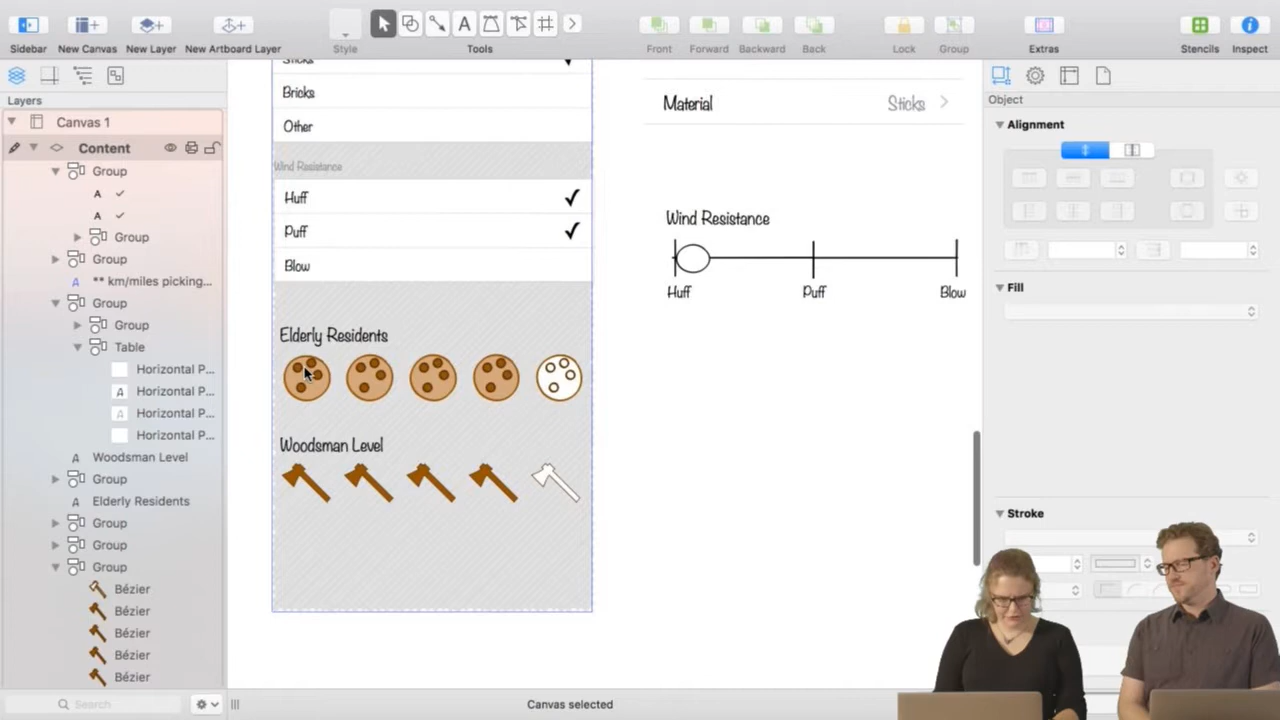 Sidebar New Canvas New Layer New Artboard Layer Style Tools Front Forward Backward Back Lock Group Extras Stencils Inspect
Layers
Canvas 1
Content
Group
A
A
Group
Group
A ** km/miles picking...
Group
Group
Table
Horizontal P...
A Horizontal P...
A Horizontal P...
Horizontal P...
A Woodsman Level
Group
A Elderly Residents
Group
Group
Group
Bézier
Bézier
Bézier
Bézier
Bézier
Search
Sticks
Bricks
Other
Wind Resistance
Huff
Puff
Blow
Elderly Residents
Woodsman Level
Material Sticks
Wind Resistance
Huff Puff Blow
Canvas selected
Object
Alignment
Fill
Stroke